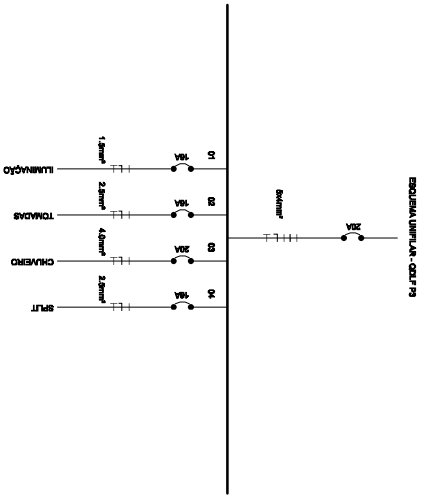 ESQUEMA UNIFILAR - QDLF P3
20A
5x4mm²
01
16A
1.5mm²
ILUMINAÇÃO
02
16A
2.5mm²
TOMADAS
03
20A
4.0mm²
CHUVEIRO
04
16A
2.5mm²
SPLIT